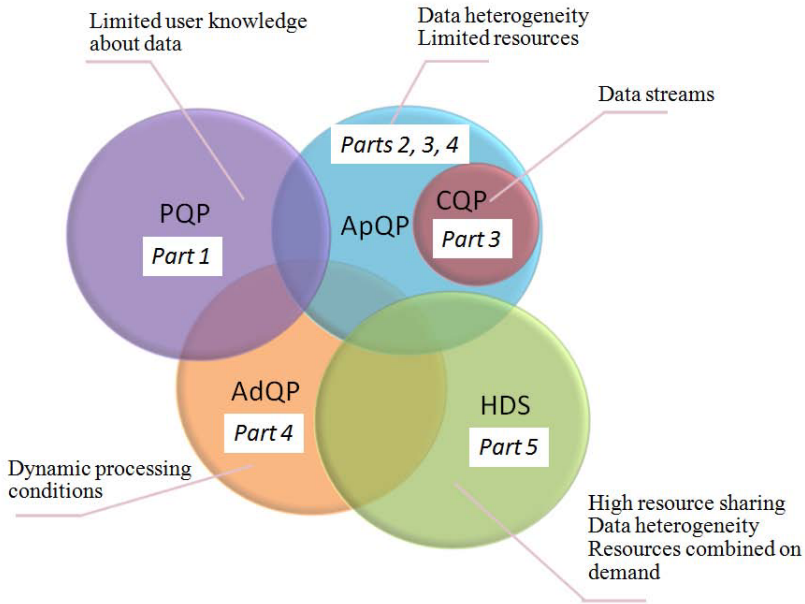 Limited user knowledge
about data
Data heterogeneity
Limited resources
Data streams
Parts 2, 3, 4
PQP
Part 1
ApQP
CQP
Part 3
AdQP
Part 4
HDS
Part 5
Dynamic processing
conditions
High resource sharing
Data heterogeneity
Resources combined on
demand